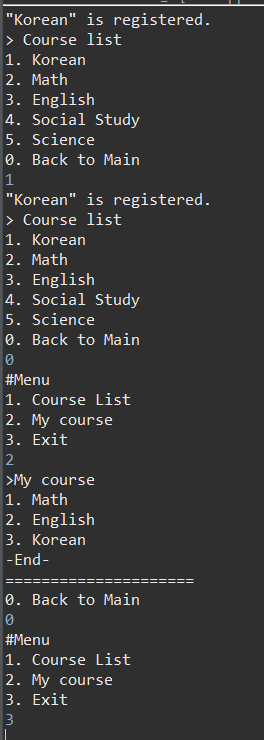 "Korean" is registered.
> Course list
1. Korean
2. Math
3. English
4. Social Study
5. Science
0. Back to Main
1
"Korean" is registered.
> Course list
1. Korean
2. Math
3. English
4. Social Study
5. Science
0. Back to Main
0
#Menu
1. Course List
2. My course
3. Exit
2
>My course
1. Math
2. English
3. Korean
-End-
=====================
0. Back to Main
0
#Menu
1. Course List
2. My course
3. Exit
3